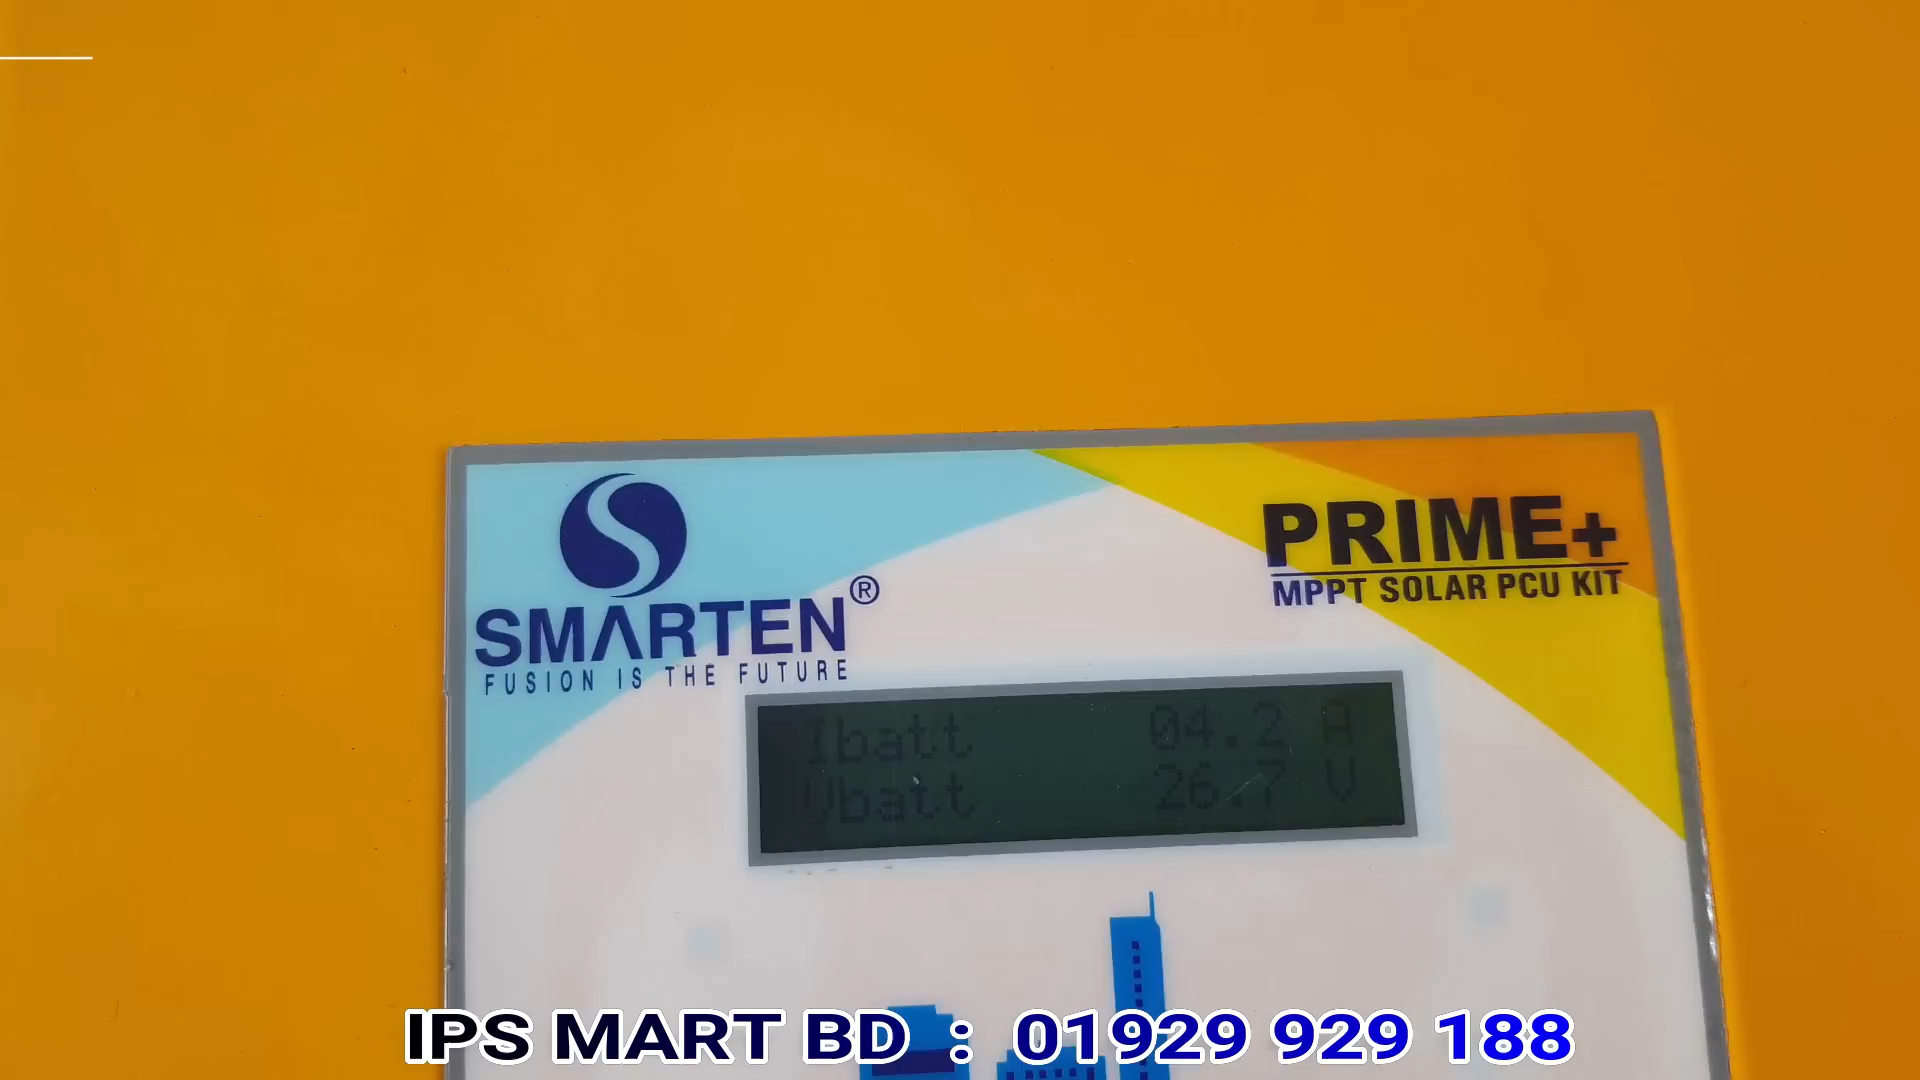 SMARTEN®
FUSION IS THE FUTURE
PRIME+
MPPT SOLAR PCU KIT
Ibatt 04.2 A
Vbatt 26.7 V
IPS MART BD : 01929 929 188